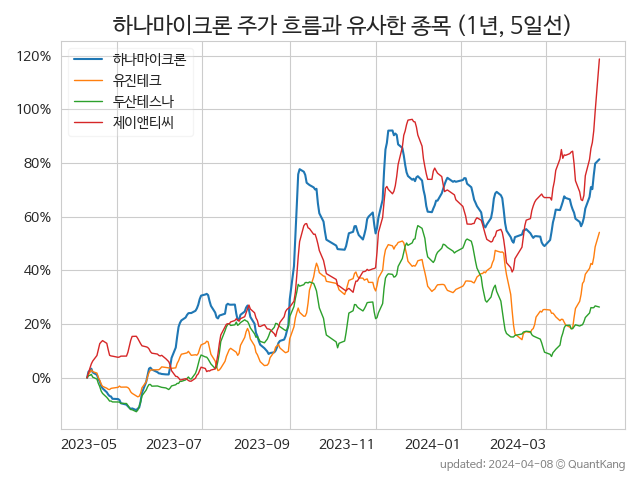 하나마이크론 주가 흐름과 유사한 종목 (1년, 5일선)
하나마이크론
유진테크
두산테스나
제이앤티씨
120%
100%
80%
60%
40%
20%
0%
2023-05
2023-07
2023-09
2023-11
2024-01
2024-03
updated: 2024-04-08 © QuantKang